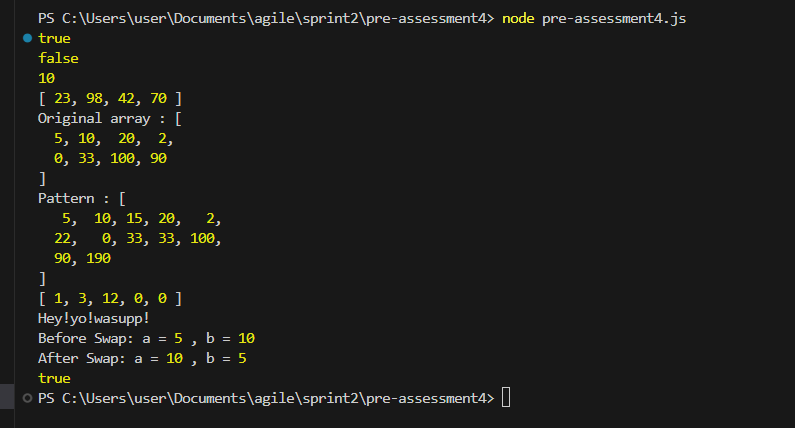 PS C:\Users\user\Documents\agile\sprint2\pre-assessment4> node pre-assessment4.js
true
false
10
[ 23, 98, 42, 70 ]
Original array : [
  5, 10,  20,  2,
  0, 33, 100, 90
]
Pattern : [
   5,  10, 15, 20,   2,
  22,   0, 33, 33, 100,
  90, 190
]
[ 1, 3, 12, 0, 0 ]
Hey!yo!wasupp!
Before Swap: a = 5 , b = 10
After Swap: a = 10 , b = 5
true
PS C:\Users\user\Documents\agile\sprint2\pre-assessment4>